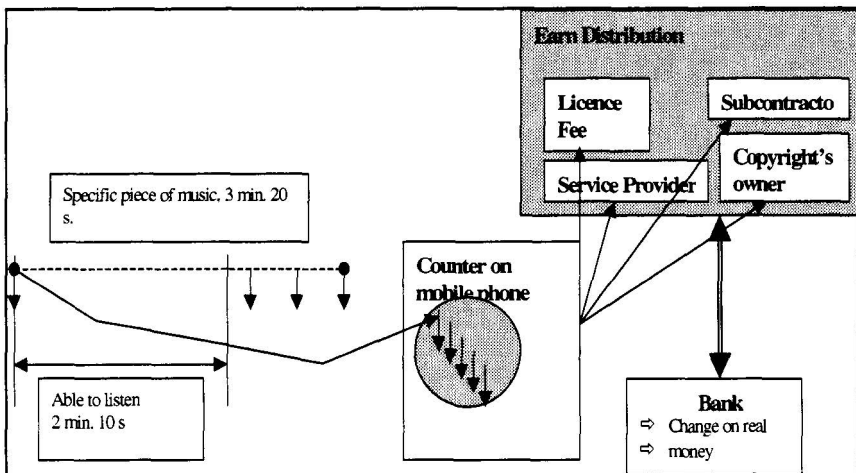 Earn Distribution
Licence
Fee
Subcontracto
Service Provider
Copyright's
owner
Specific piece of music. 3 min. 20
s.
Counter on
mobile phone
Able to listen
2 min. 10 s
Bank
⇨ Change on real
⇨ money